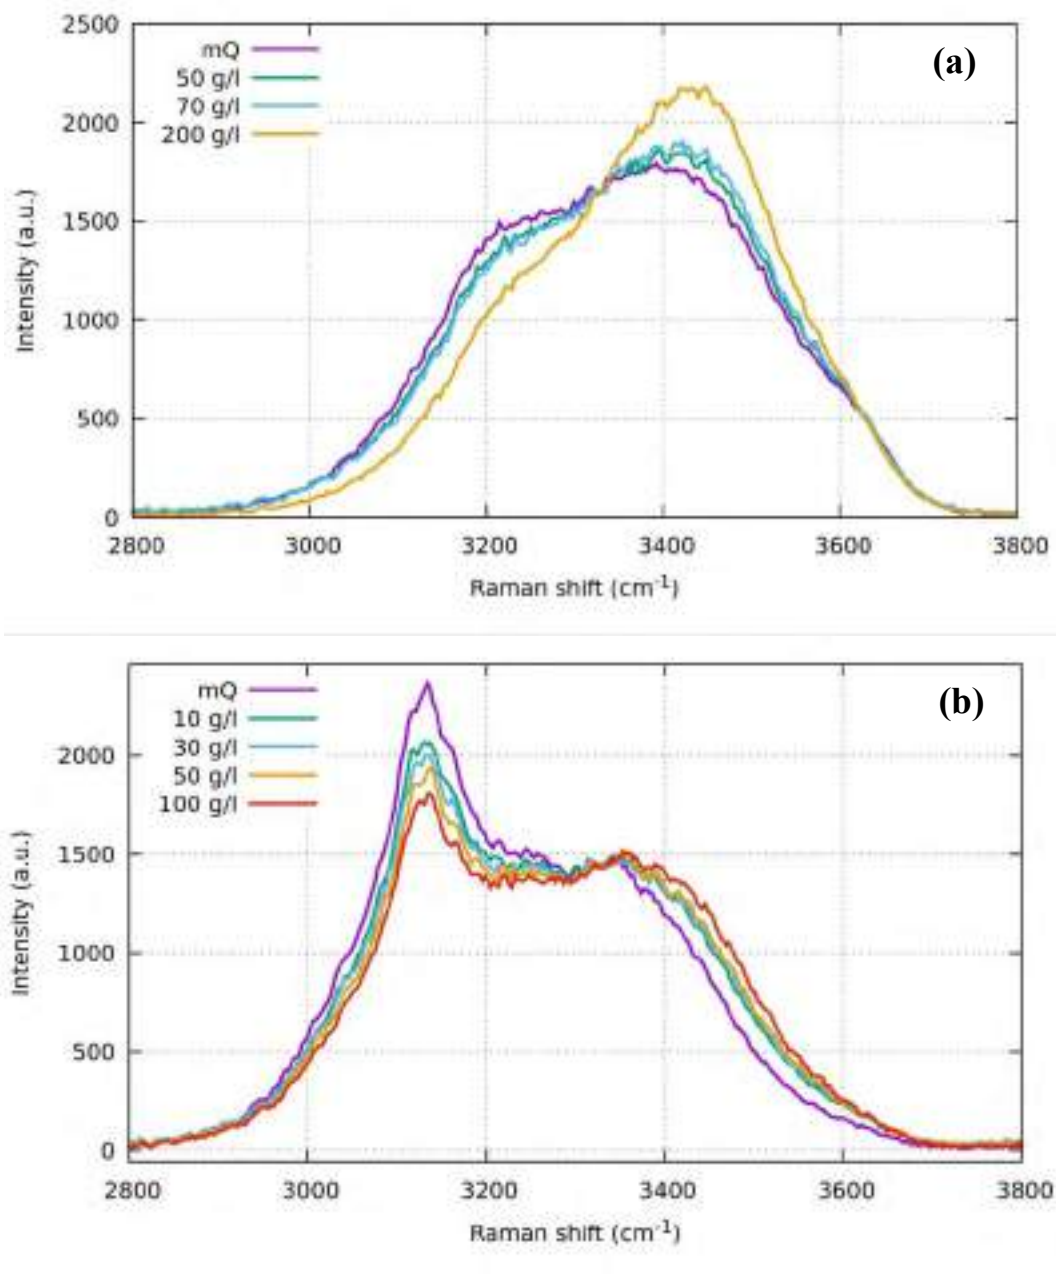 2500
(a)
mQ
50 g/l
70 g/l
200 g/l
2000
1500
1000
500
0
Intensity (a.u.)
2800 3000 3200 3400 3600 3800
Raman shift (cm⁻¹)
(b)
mQ
10 g/l
30 g/l
50 g/l
100 g/l
2000
1500
1000
500
0
Intensity (a.u.)
2800 3000 3200 3400 3600 3800
Raman shift (cm⁻¹)